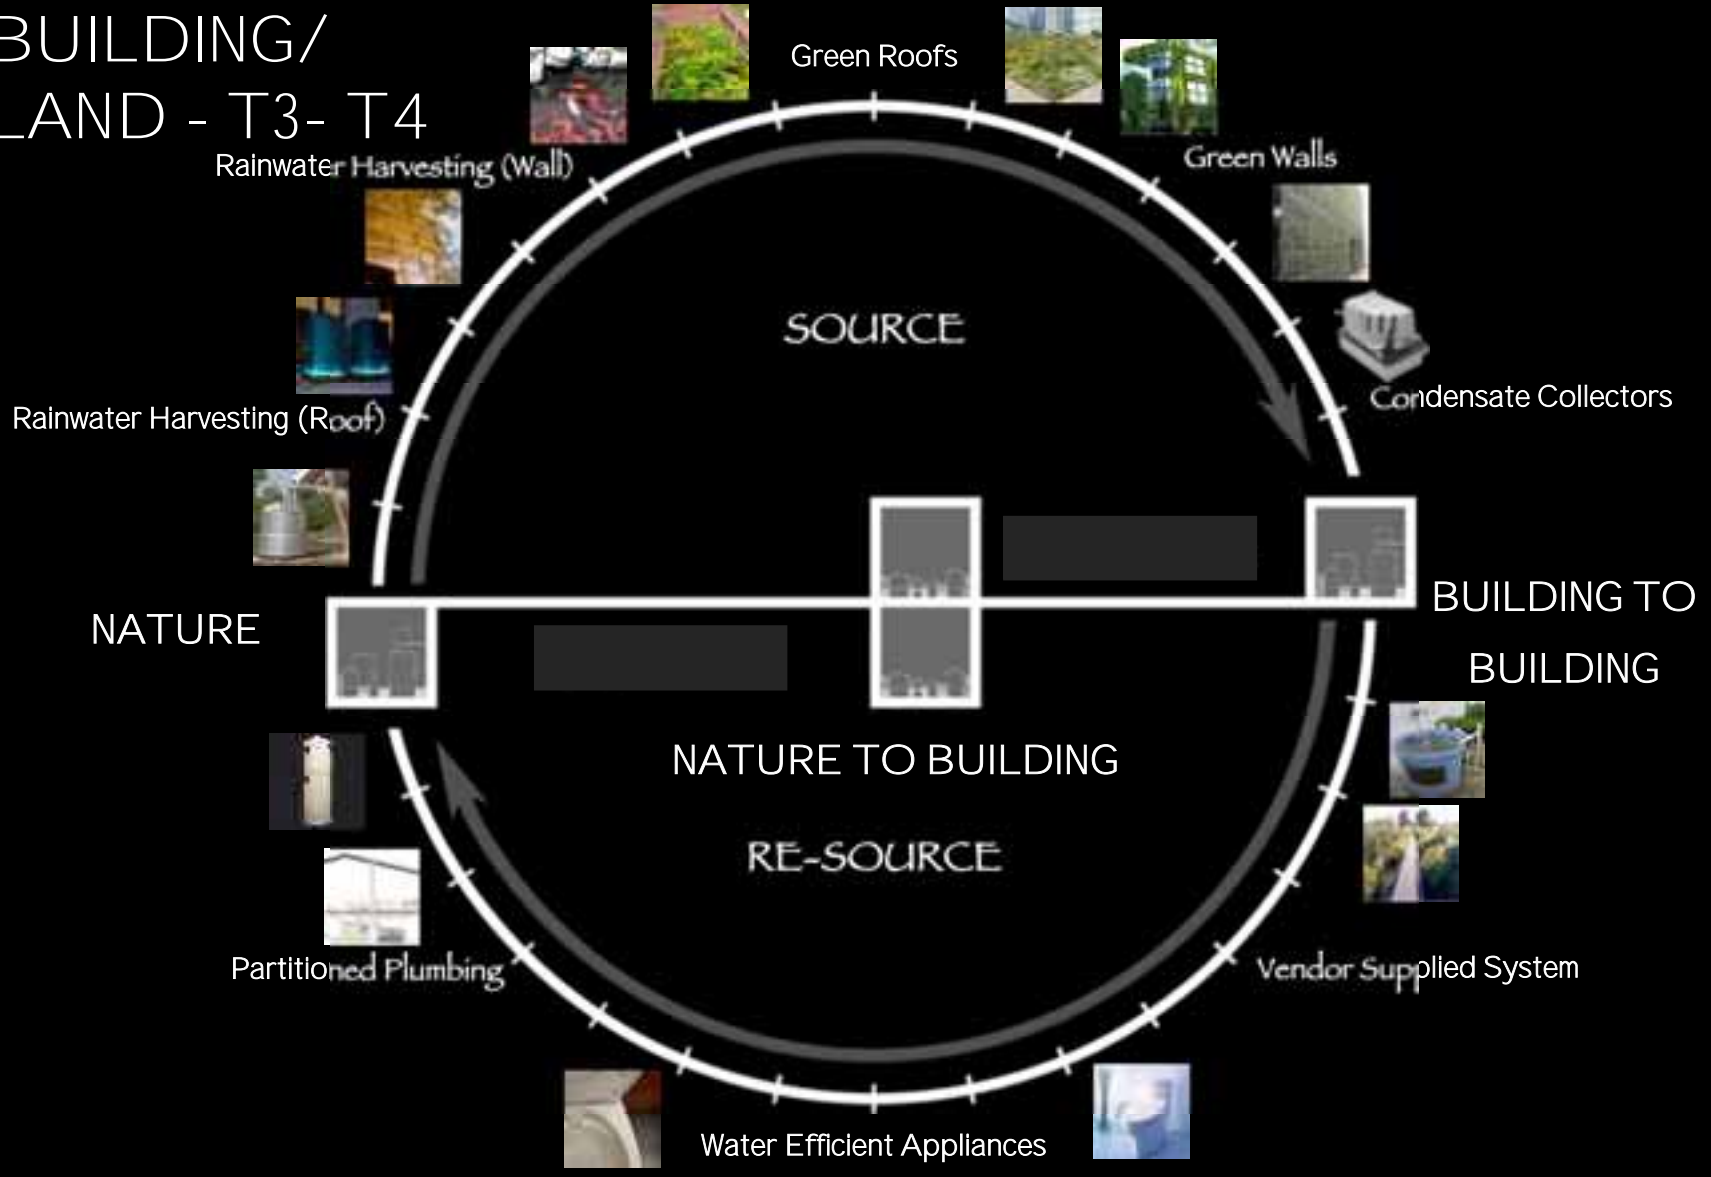 BUILDING/
LAND - T3- T4
Green Roofs
Rainwater Harvesting (Wall)
Green Walls
SOURCE
Condensate Collectors
Rainwater Harvesting (Roof)
BUILDING TO
BUILDING
NATURE
NATURE TO BUILDING
RE-SOURCE
Partitioned Plumbing
Vendor Supplied System
Water Efficient Appliances